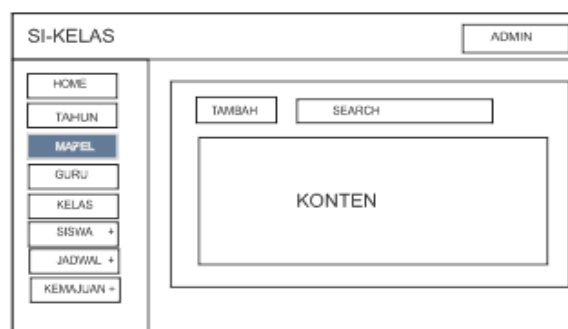 SI-KELAS
ADMIN
HOME
TAHUN
MAPEL
GURU
KELAS
SISWA +
JADWAL +
KEMAJUAN +
TAMBAH
SEARCH
KONTEN